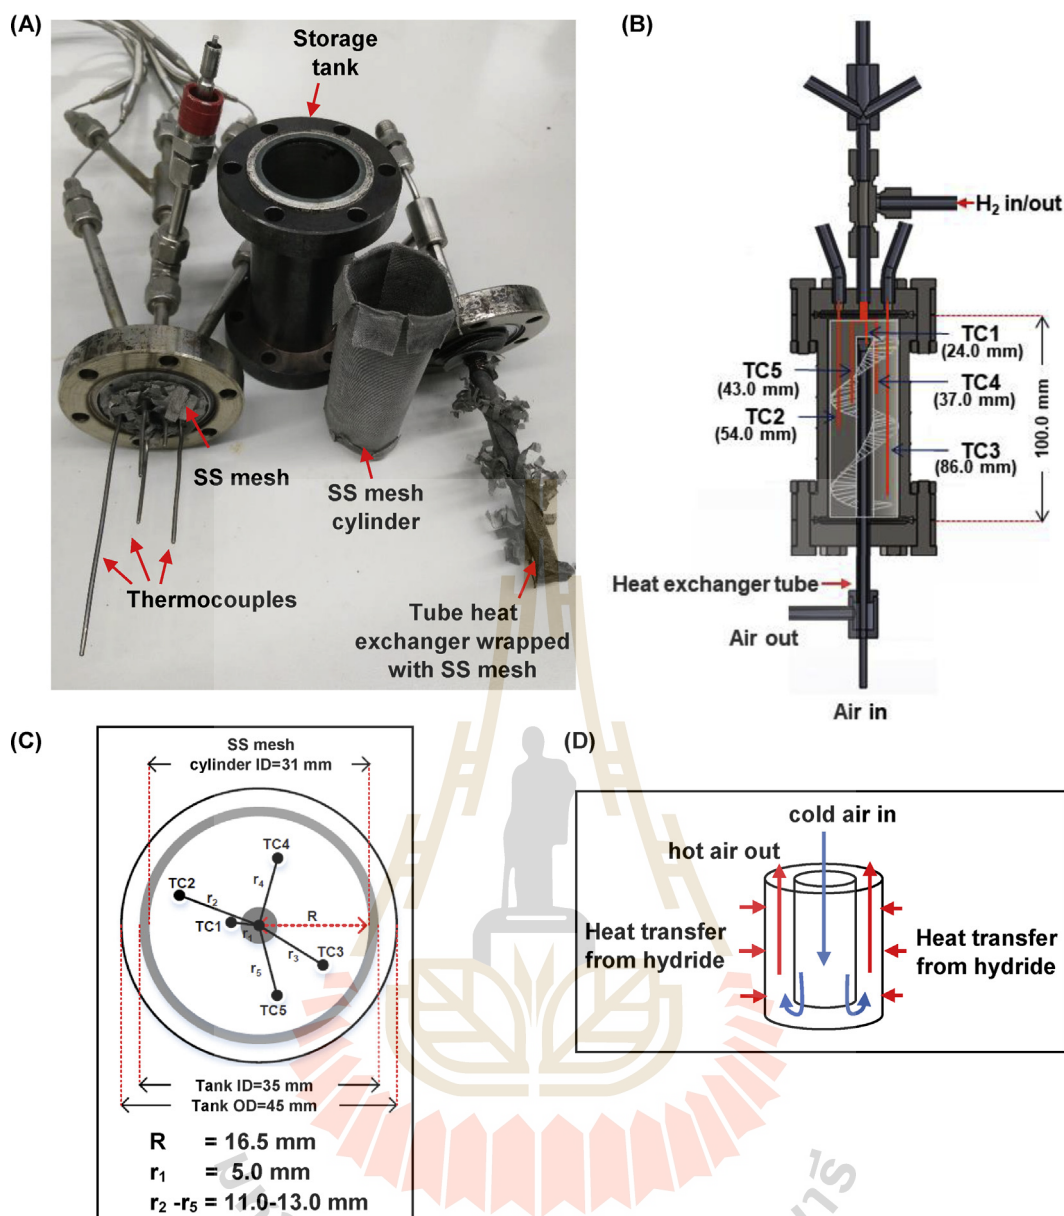 (A)
Storage
tank
SS mesh
SS mesh
cylinder
Thermocouples
Tube heat
exchanger wrapped
with SS mesh
(B)
H2 in/out
TC1
(24.0 mm)
TC5
(43.0 mm)
TC4
(37.0 mm)
TC2
(54.0 mm)
TC3
(86.0 mm)
100.0 mm
Heat exchanger tube
Air out
Air in
(C)
SS mesh
cylinder ID=31 mm
TC4
TC2
r4
r2
TC1
r1
R
r3
TC3
r5
TC5
Tank ID=35 mm
Tank OD=45 mm
R = 16.5 mm
r1 = 5.0 mm
r2 -r5 = 11.0-13.0 mm
(D)
cold air in
hot air out
Heat transfer
from hydride
Heat transfer
from hydride